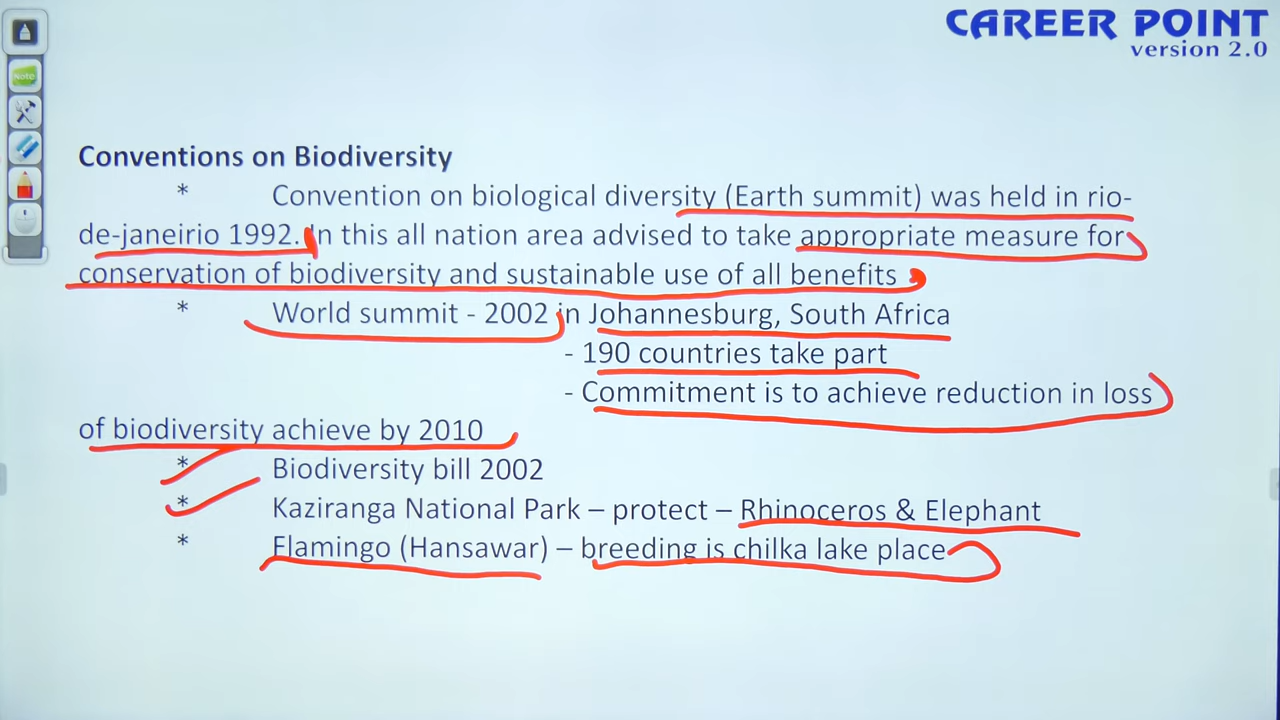 CAREER POINT
version 2.0
Note
Conventions on Biodiversity
* Convention on biological diversity (Earth summit) was held in rio-
de-janeirio 1992. In this all nation area advised to take appropriate measure for
conservation of biodiversity and sustainable use of all benefits
* World summit - 2002 in Johannesburg, South Africa
- 190 countries take part
- Commitment is to achieve reduction in loss
of biodiversity achieve by 2010
* Biodiversity bill 2002
* Kaziranga National Park – protect – Rhinoceros & Elephant
* Flamingo (Hansawar) – breeding is chilka lake place